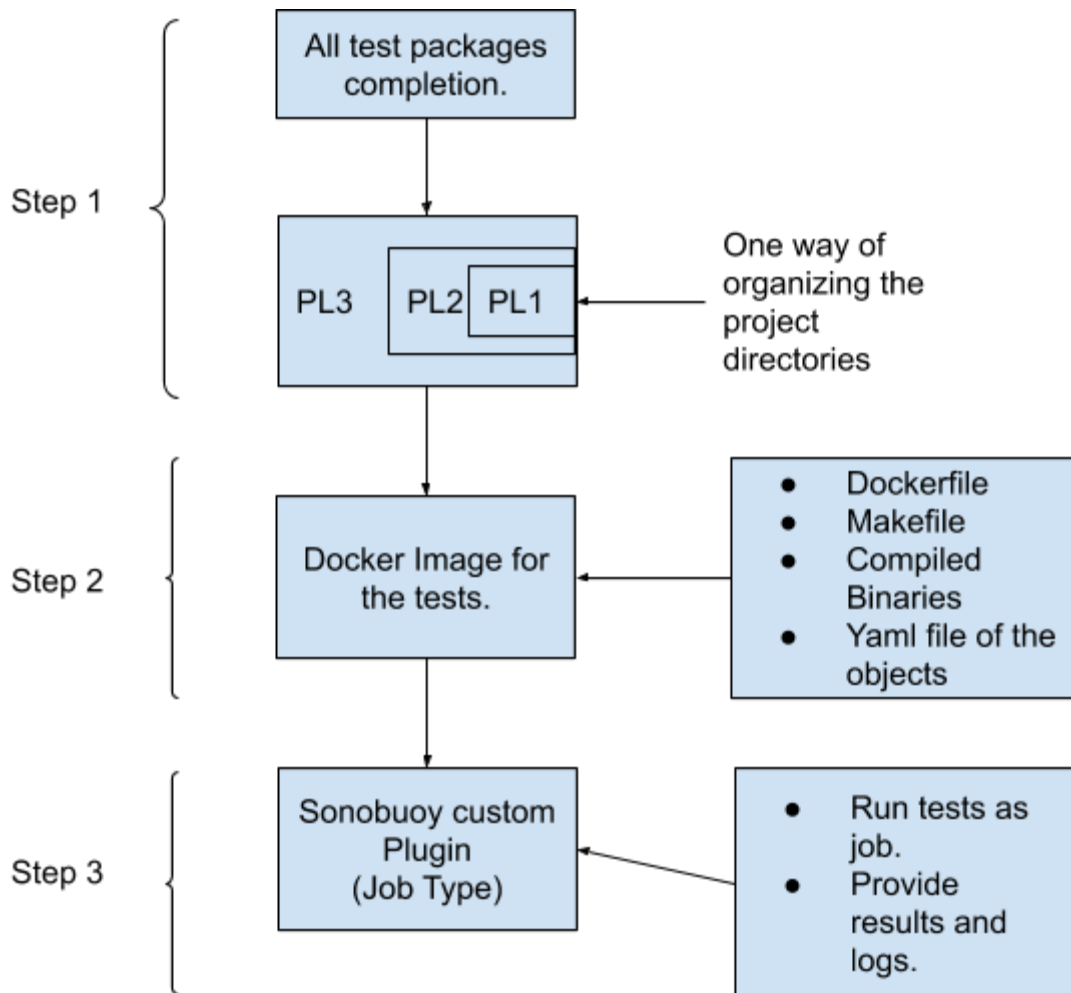 All test packages
completion.
Step 1
PL3
PL2
PL1
One way of
organizing the
project
directories
Step 2
Docker Image for
the tests.
● Dockerfile
● Makefile
● Compiled
Binaries
● Yaml file of the
objects
Step 3
Sonobuoy custom
Plugin
(Job Type)
● Run tests as
job.
● Provide
results and
logs.